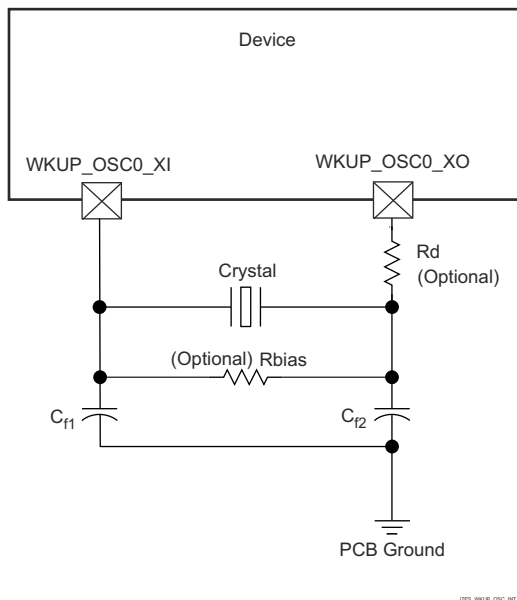 Device
WKUP_OSC0_XI
WKUP_OSC0_XO
Rd
(Optional)
Crystal
(Optional) Rbias
Cf1
Cf2
PCB Ground